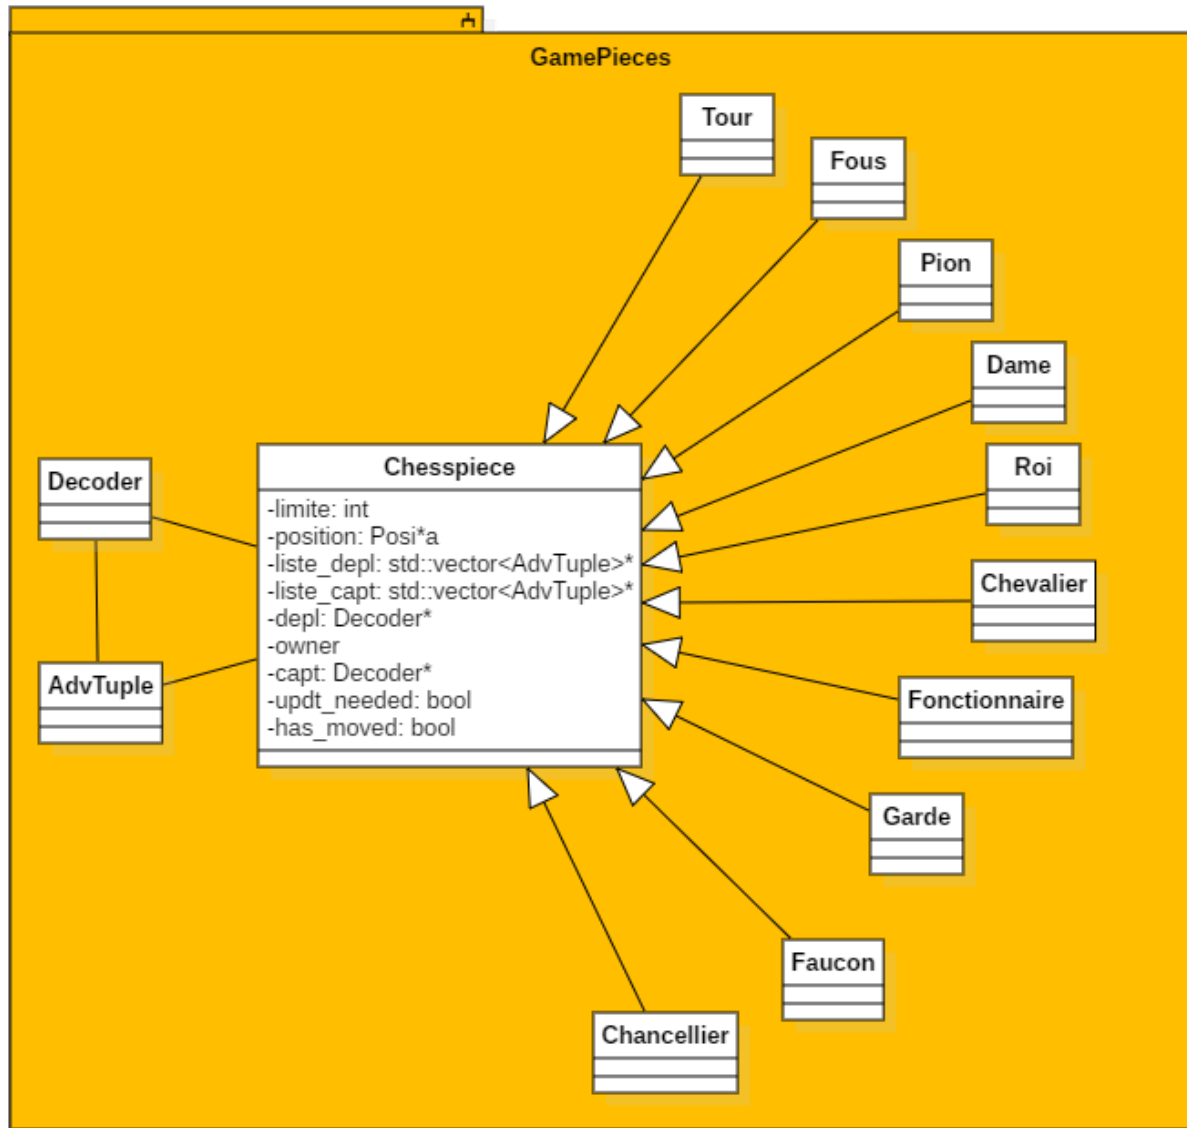 GamePieces
Tour
Fous
Pion
Dame
Roi
Chevalier
Fonctionnaire
Garde
Faucon
Chancellier
Decoder
AdvTuple
Chesspiece
-limite: int
-position: Posi*a
-liste_depl: std::vector<AdvTuple>*
-liste_capt: std::vector<AdvTuple>*
-depl: Decoder*
-owner
-capt: Decoder*
-updt_needed: bool
-has_moved: bool